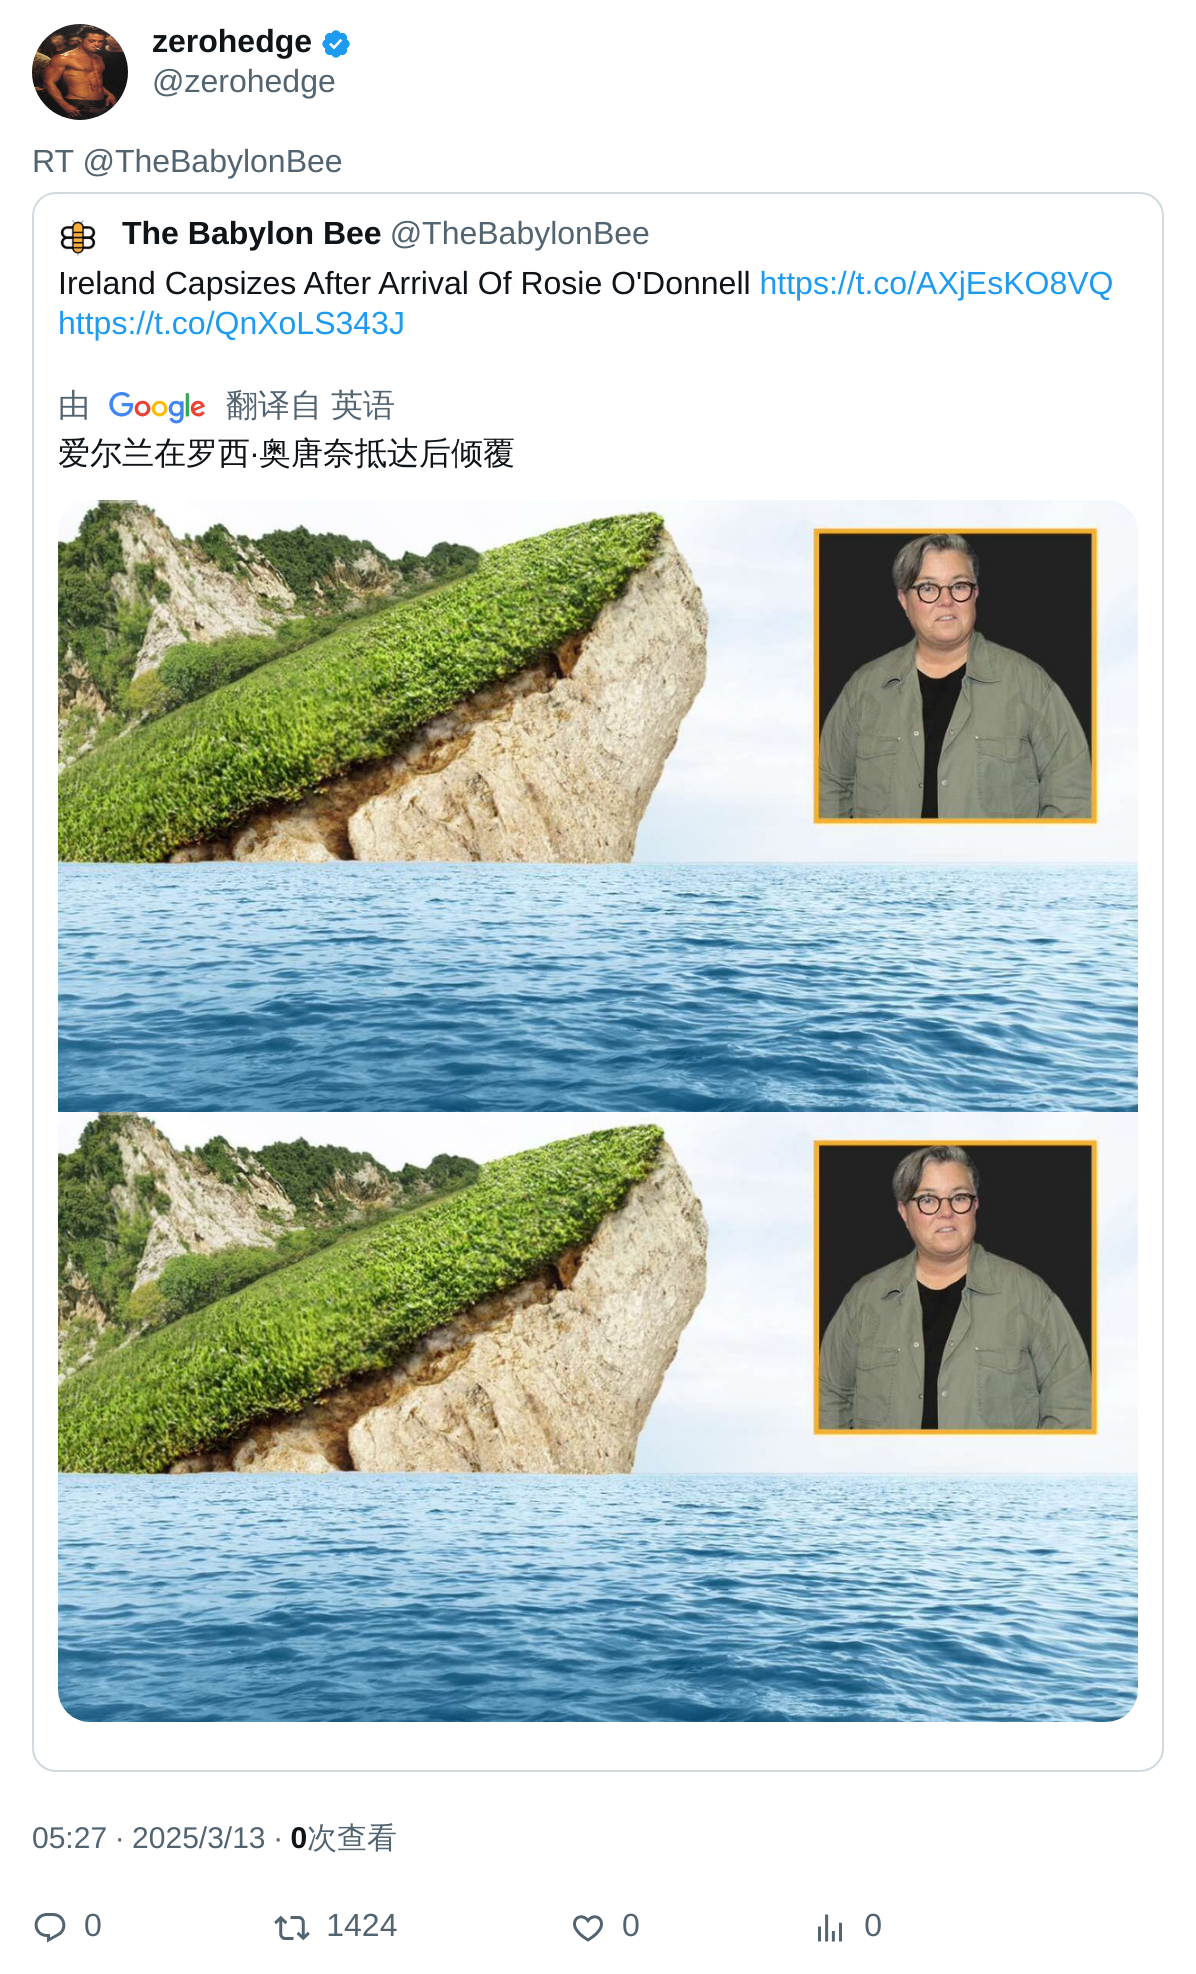 zerohedge
@zerohedge
RT @TheBabylonBee
The Babylon Bee @TheBabylonBee
Ireland Capsizes After Arrival Of Rosie O'Donnell https://t.co/AXjEsKO8VQ
https://t.co/QnXoLS343J
由 Google 翻译自 英语
爱尔兰在罗西·奥唐奈抵达后倾覆
05:27 · 2025/3/13 · 0次查看
0 1424 0 0